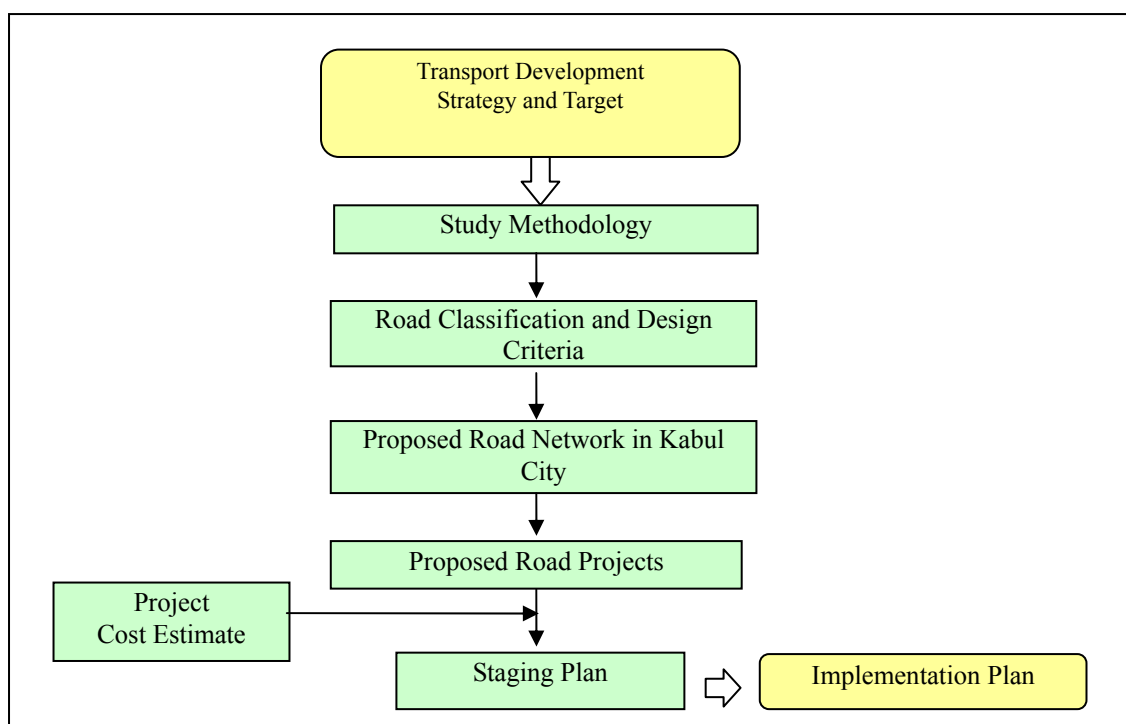 Transport Development
Strategy and Target
Study Methodology
Road Classification and Design
Criteria
Proposed Road Network in Kabul
City
Proposed Road Projects
Project
Cost Estimate
Staging Plan
Implementation Plan